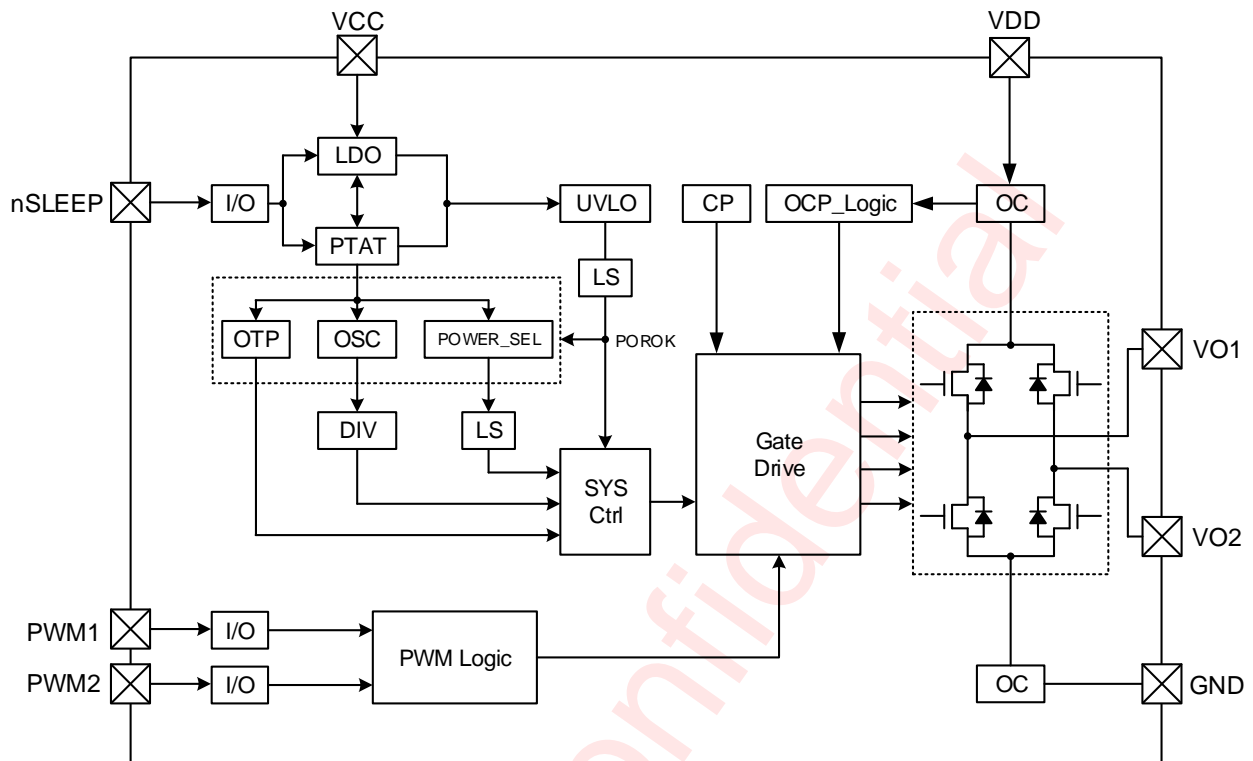 VCC
VDD
LDO
nSLEEP
I/O
UVLO
CP
OCP_Logic
OC
PTAT
LS
OTP
OSC
POWER_SEL
POROK
VO1
DIV
LS
Gate
Drive
SYS
Ctrl
VO2
PWM1
I/O
PWM Logic
PWM2
I/O
OC
GND
onfidential